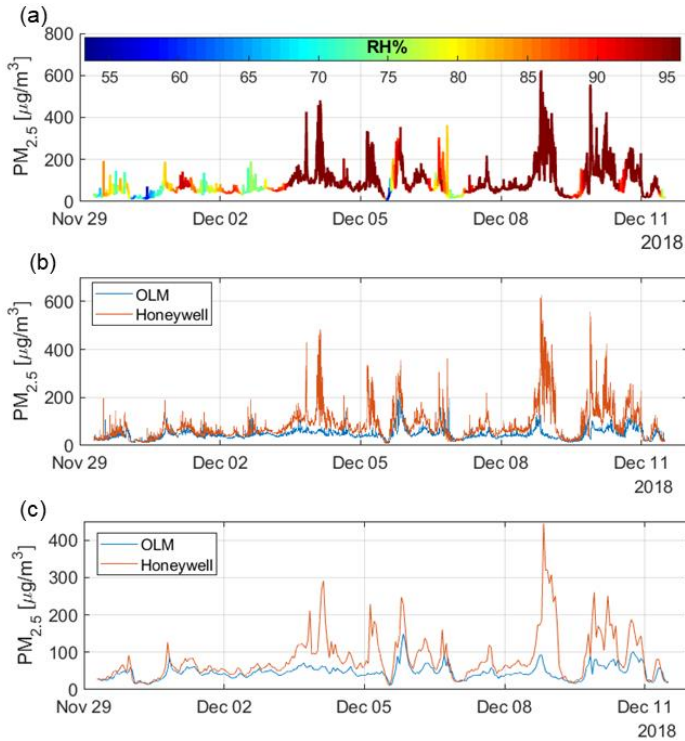 (a)
800
RH%
55 60 65 70 75 80 85 90 95
600
400
200
0
PM2.5 [μg/m3]
Nov 29 Dec 02 Dec 05 Dec 08 Dec 11
2018
(b)
OLM
Honeywell
600
400
200
0
PM2.5 [μg/m3]
Nov 29 Dec 02 Dec 05 Dec 08 Dec 11
2018
(c)
OLM
Honeywell
400
300
200
100
0
PM2.5 [μg/m3]
Nov 29 Dec 02 Dec 05 Dec 08 Dec 11
2018